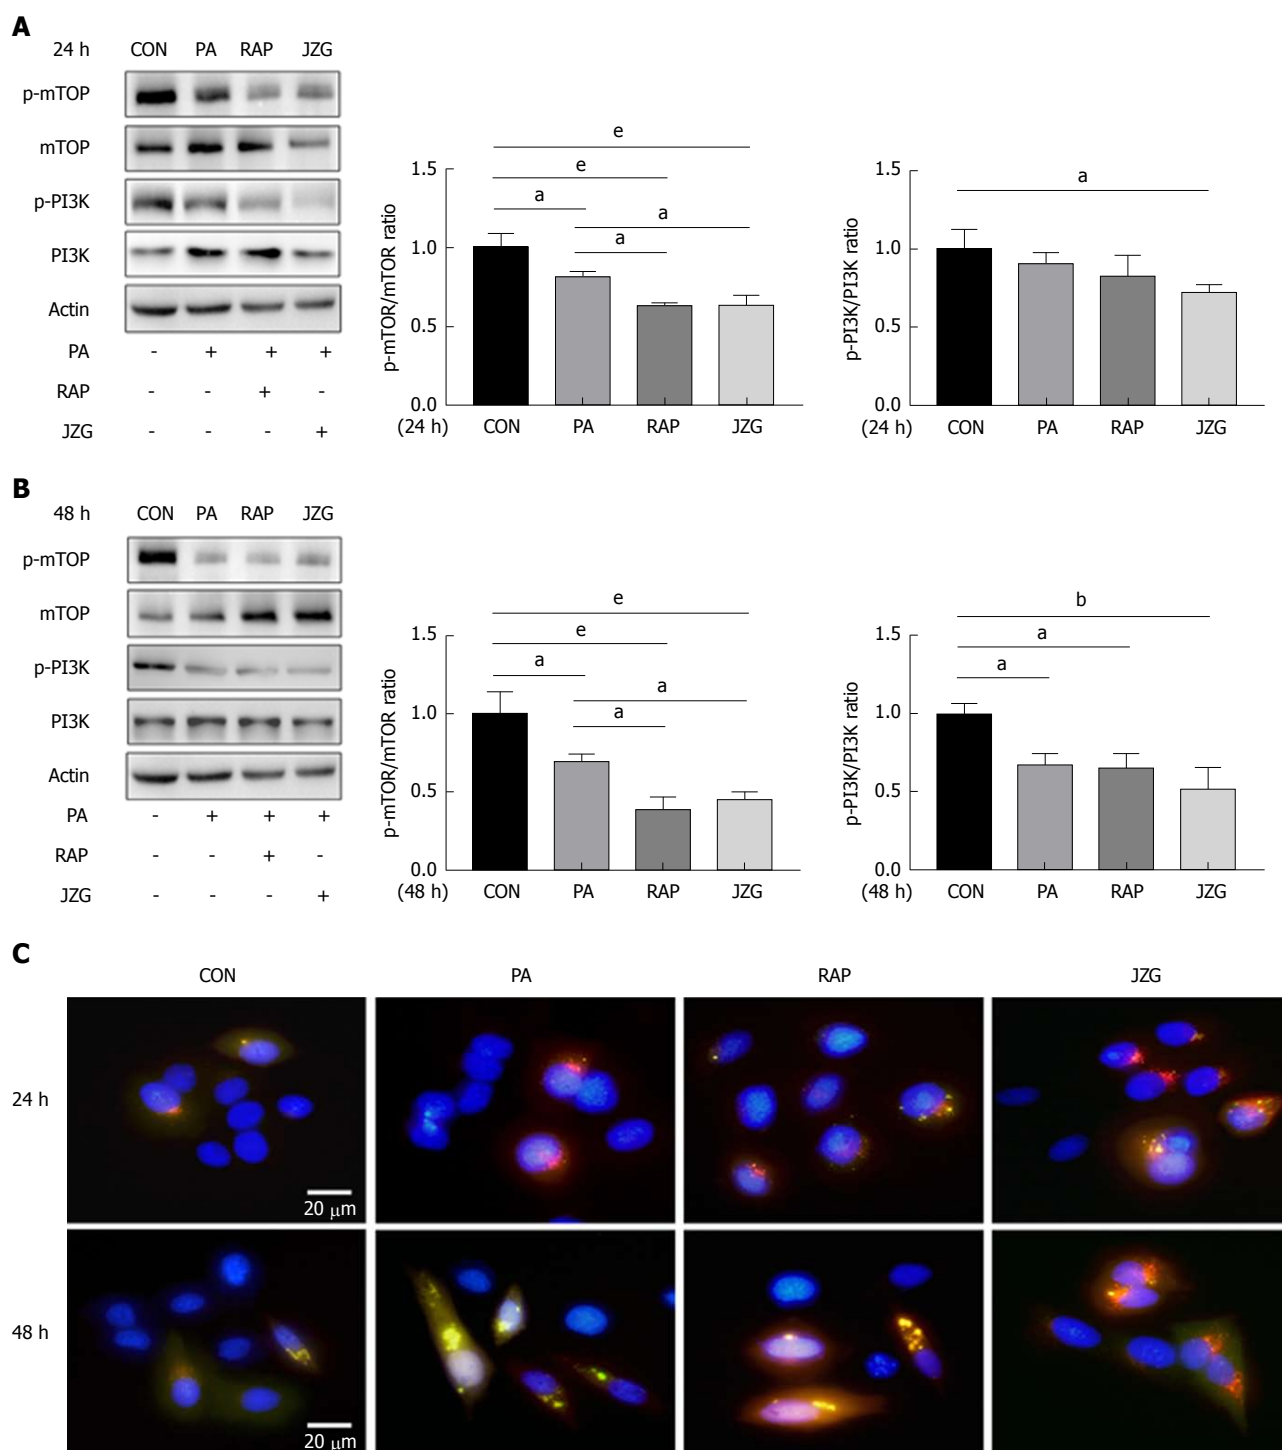 A
24 h CON PA RAP JZG
p-mTOP
mTOP
p-PI3K
PI3K
Actin
PA - + + +
RAP - - + -
JZG - - - +
p-mTOR/mTOR ratio
1.5
1.0
0.5
0.0
e
e
a
a
a
(24 h) CON PA RAP JZG
p-PI3K/PI3K ratio
1.5
1.0
0.5
0.0
a
(24 h) CON PA RAP JZG
B
48 h CON PA RAP JZG
p-mTOP
mTOP
p-PI3K
PI3K
Actin
PA - + + +
RAP - - + -
JZG - - - +
p-mTOR/mTOR ratio
1.5
1.0
0.5
0.0
e
e
a
a
a
(48 h) CON PA RAP JZG
p-PI3K/PI3K ratio
1.5
1.0
0.5
0.0
b
a
a
(48 h) CON PA RAP JZG
C
CON PA RAP JZG
24 h
20 μm
48 h
20 μm